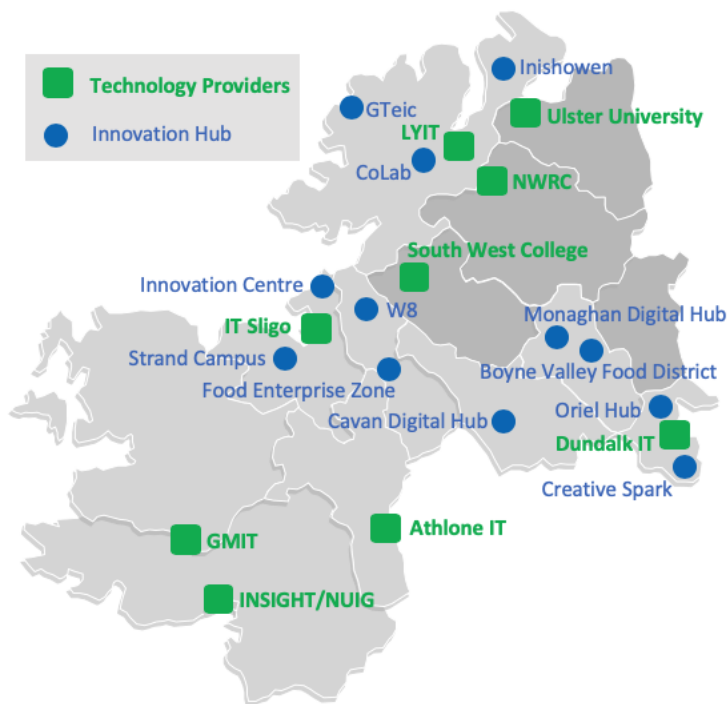 Technology Providers
Innovation Hub
Inishowen
GTeic
Ulster University
LYIT
CoLab
NWRC
South West College
Innovation Centre
W8
Monaghan Digital Hub
IT Sligo
Strand Campus
Boyne Valley Food District
Food Enterprise Zone
Oriel Hub
Cavan Digital Hub
Dundalk IT
Creative Spark
GMIT
Athlone IT
INSIGHT/NUIG